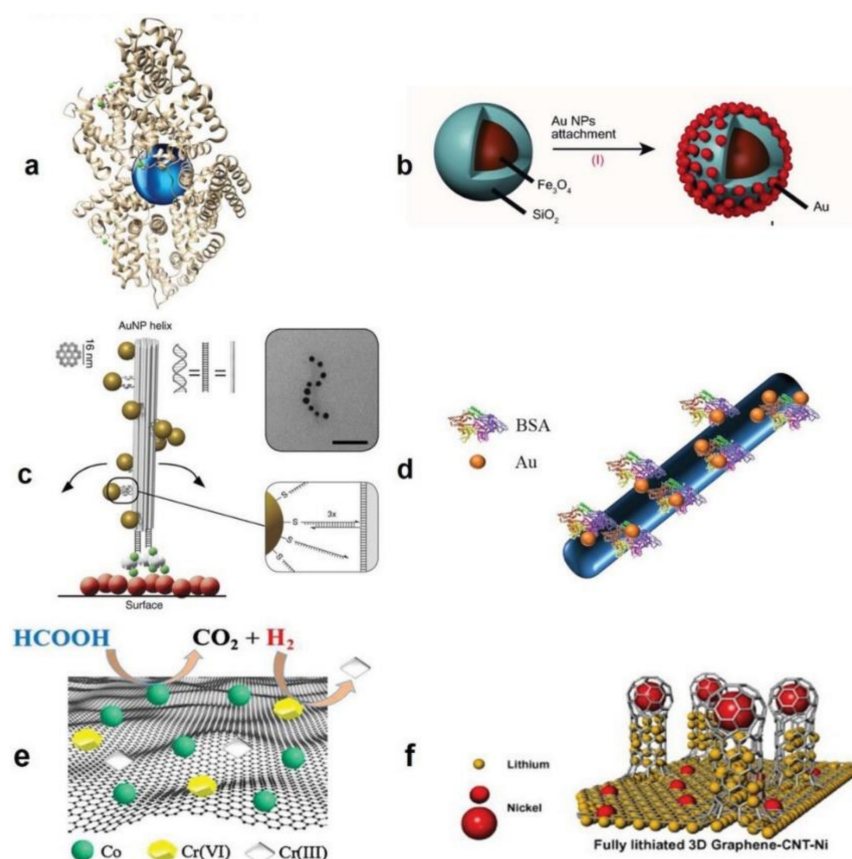 a
b
Au NPs
attachment
(I)
Fe₃O₄
SiO₂
Au
c
AuNP helix
16 nm
S
S
3x
S
S
Surface
d
BSA
Au
e
HCOOH
CO₂ + H₂
Co
Cr(VI)
Cr(III)
f
Lithium
Nickel
Fully lithiated 3D Graphene-CNT-Ni